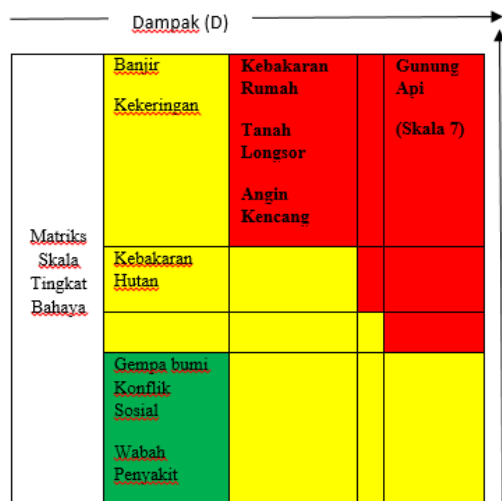 Dampak (D)
Matriks
Skala
Tingkat
Bahaya
Banjir
Kekeringan
Kebakaran
Rumah
Tanah
Longsor
Angin
Kencang
Gunung
Api
(Skala 7)
Kebakaran
Hutan
Gempa bumi
Konflik
Sosial
Wabah
Penyakit